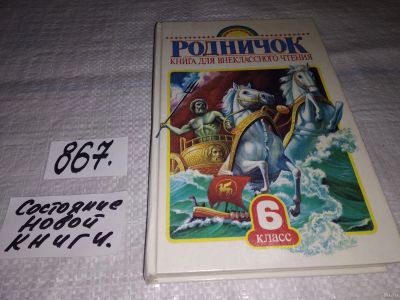 РОДНИЧОК
КНИГА ДЛЯ ВНЕКЛАССНОГО ЧТЕНИЯ
867.
Состояние
новой
книги.
6
КЛАСС